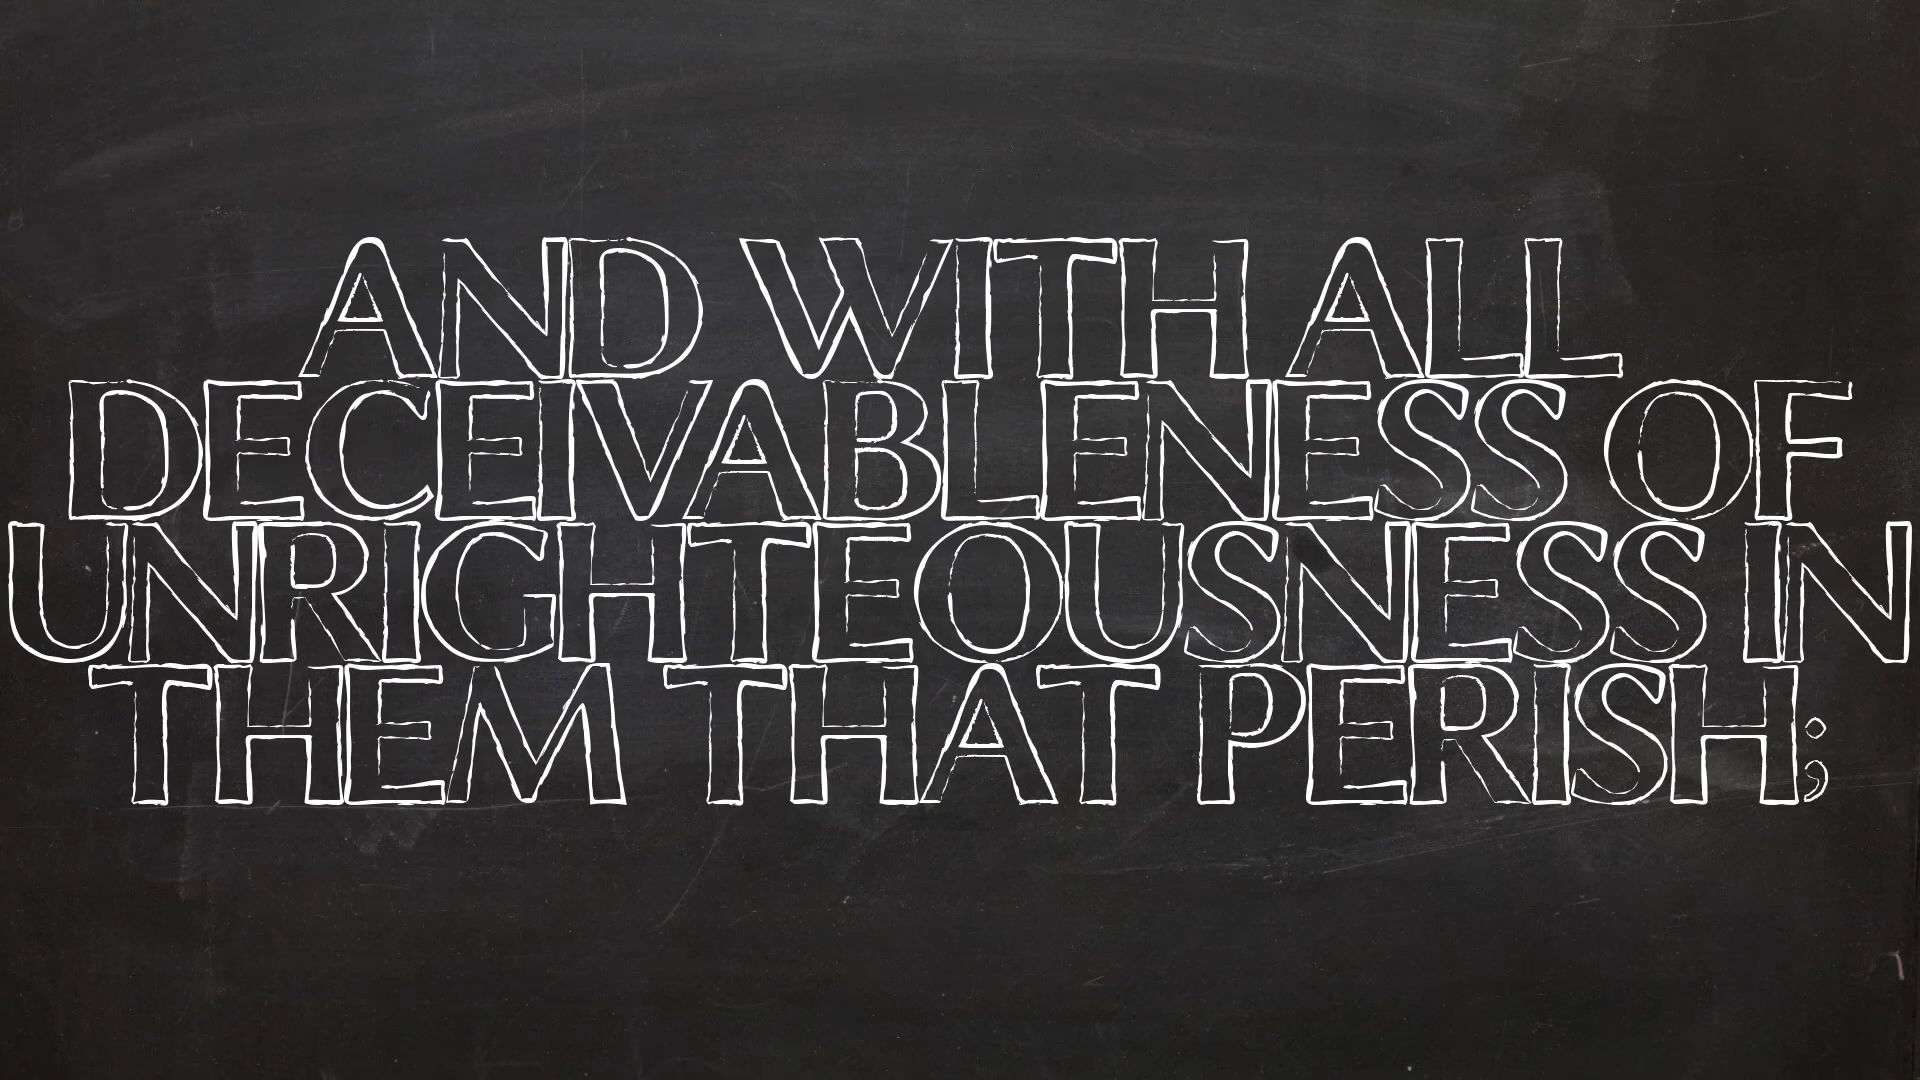 AND WITH ALL
DECEIVABLENESS OF
UNRIGHTEOUSNESS IN
THEM THAT PERISH;